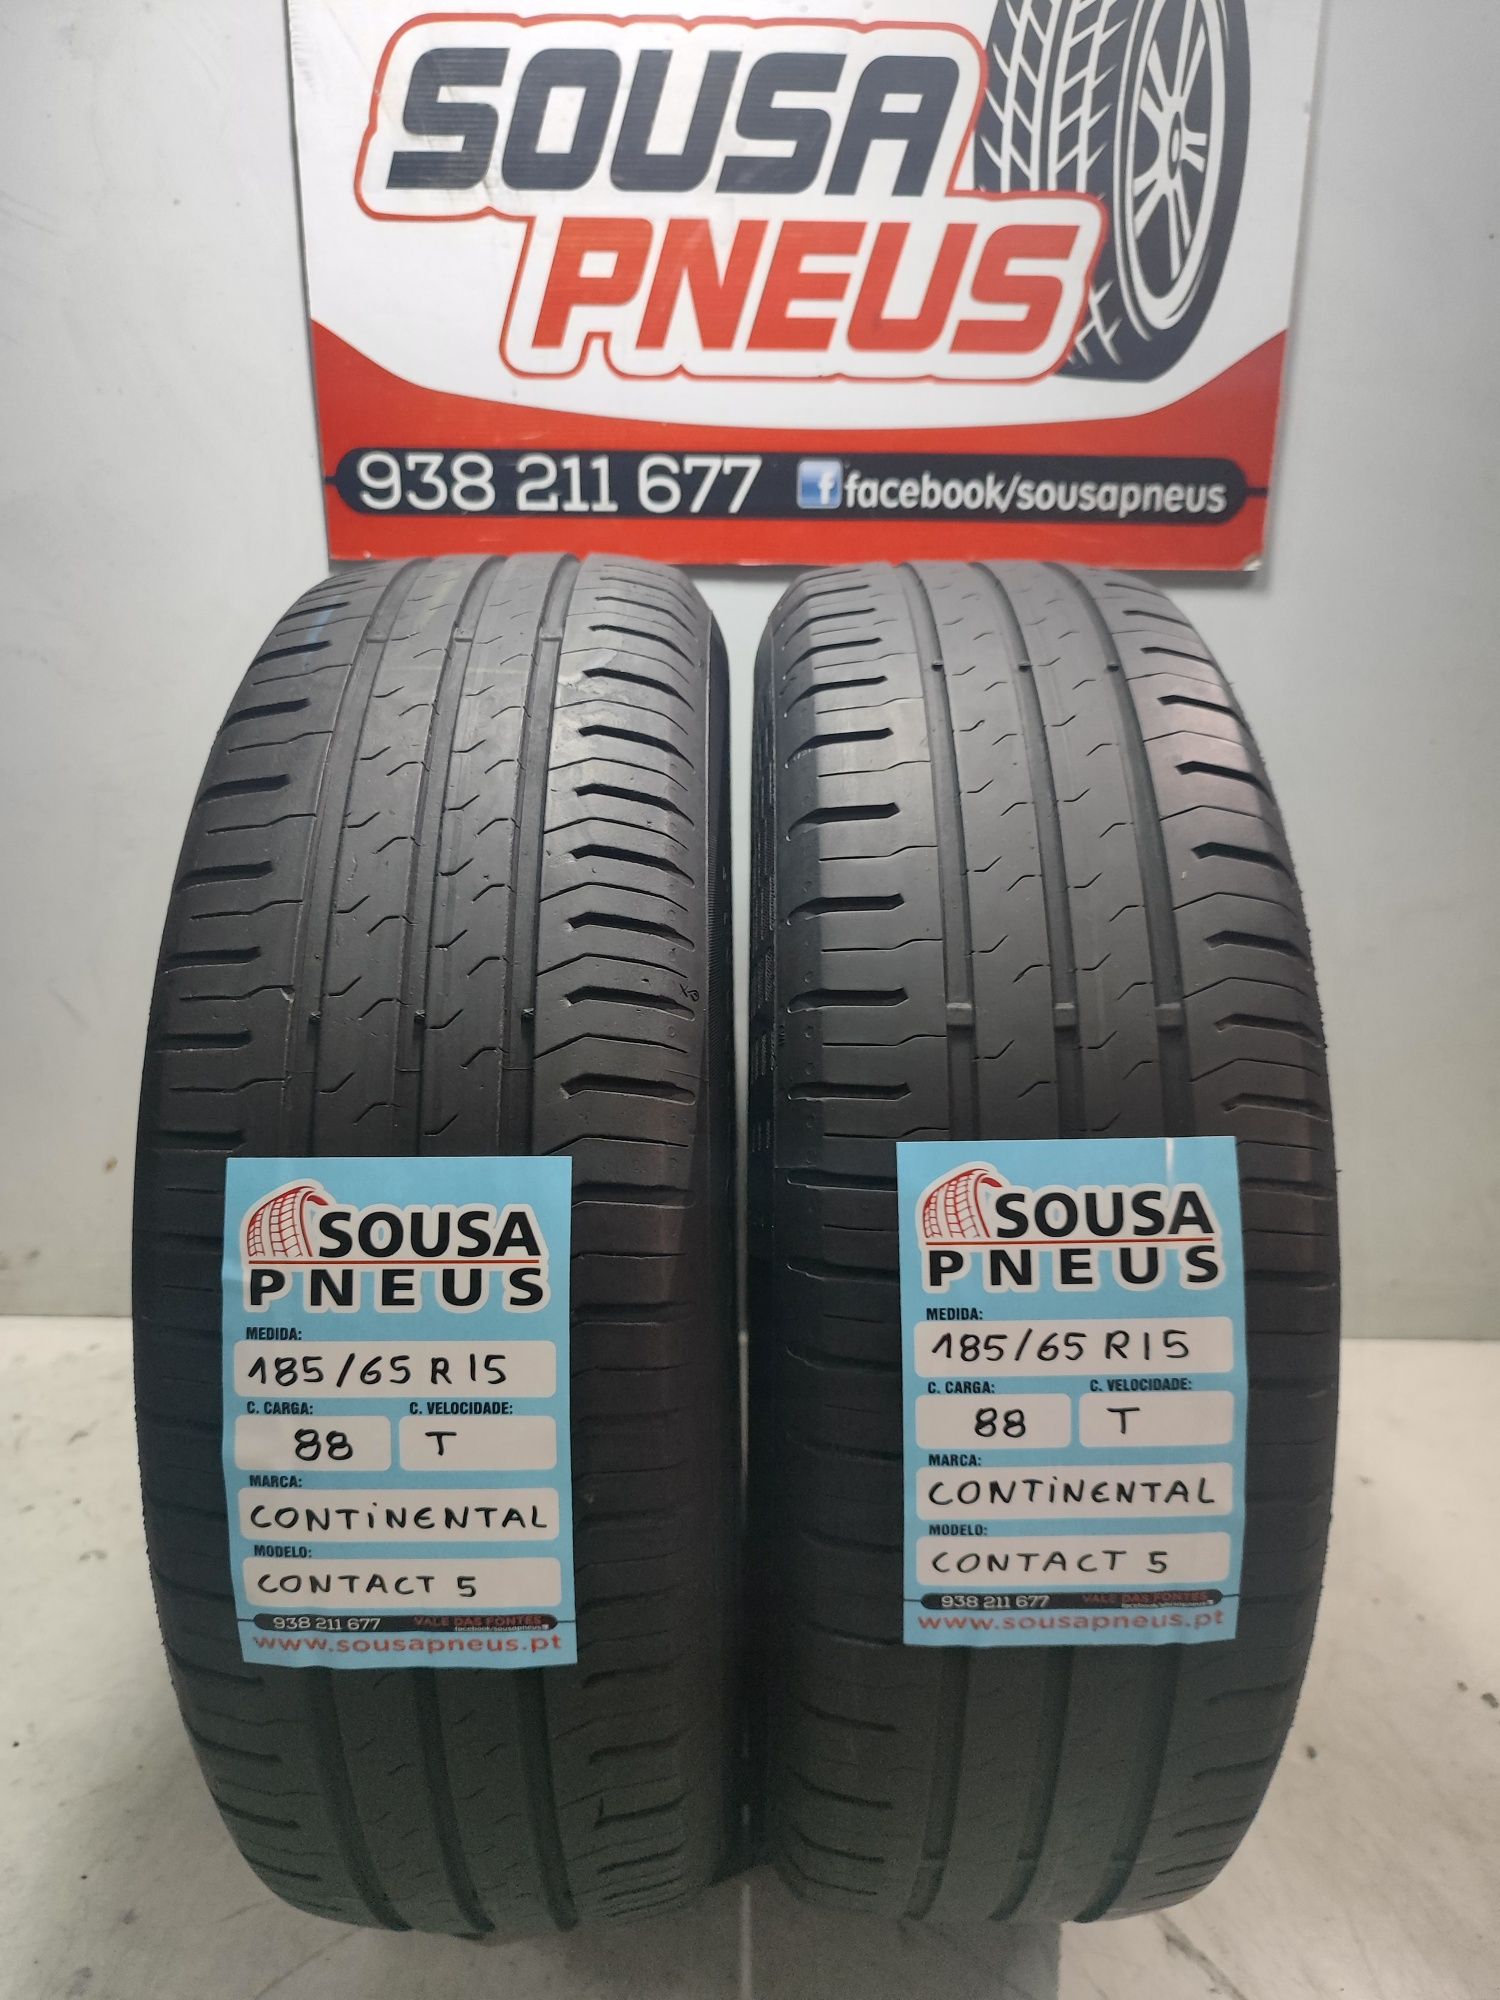 SOUSA
PNEUS
938 211 677 facebook/sousapneus
SOUSA
PNEUS
MEDIDA:
185/65 R15
C. CARGA: C. VELOCIDADE:
88 T
MARCA:
CONTINENTAL
MODELO:
CONTACT 5
938 211 677 VALE DAS FONTES
facebook/sousapneus
www.sousapneus.pt
SOUSA
PNEUS
MEDIDA:
185/65 R15
C. CARGA: C. VELOCIDADE:
88 T
MARCA:
CONTINENTAL
MODELO:
CONTACT 5
938 211 677 VALE DAS FONTES
www.sousapneus.pt